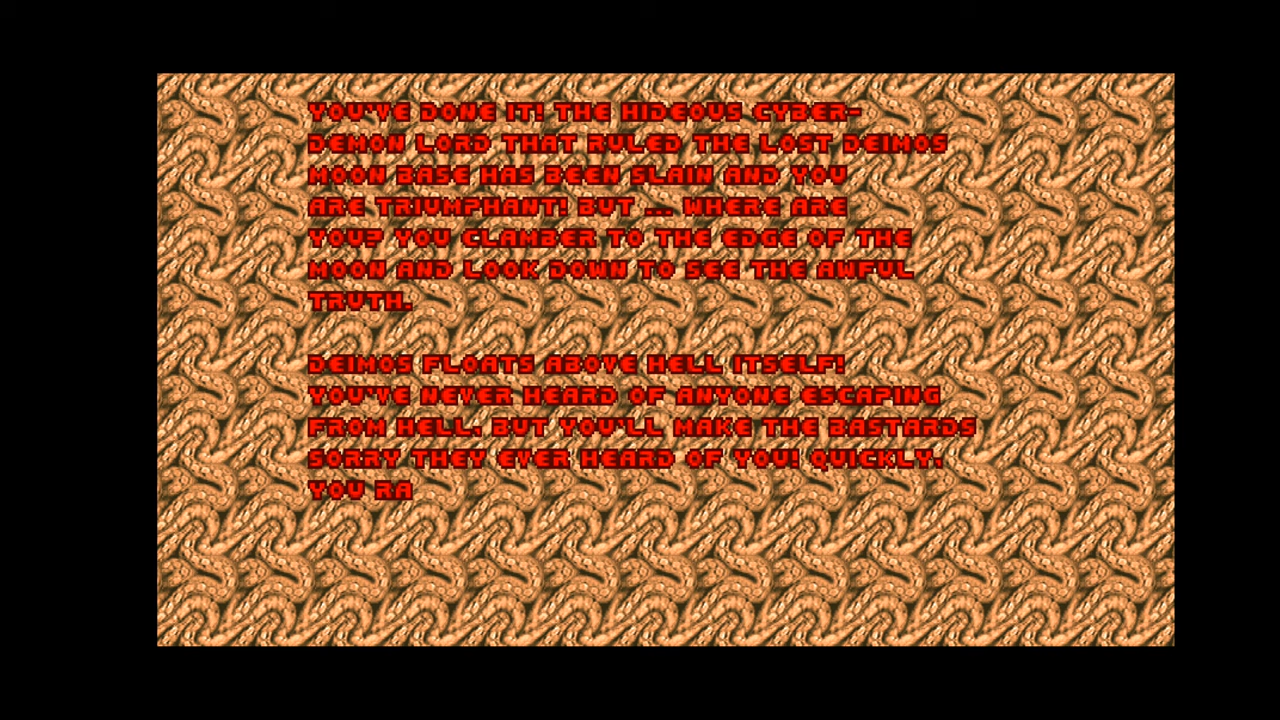 YOU'VE DONE IT! THE HIDEOUS CYBER-
DEMON LORD THAT RULED THE LOST DEIMOS
MOON BASE HAS BEEN SLAIN AND YOU
ARE TRIUMPHANT! BUT ... WHERE ARE
YOU? YOU CLAMBER TO THE EDGE OF THE
MOON AND LOOK DOWN TO SEE THE AWFUL
TRUTH.
DEIMOS FLOATS ABOVE HELL ITSELF!
YOU'VE NEVER HEARD OF ANYONE ESCAPING
FROM HELL, BUT YOU'LL MAKE THE BASTARDS
SORRY THEY EVER HEARD OF YOU! QUICKLY,
YOU RA